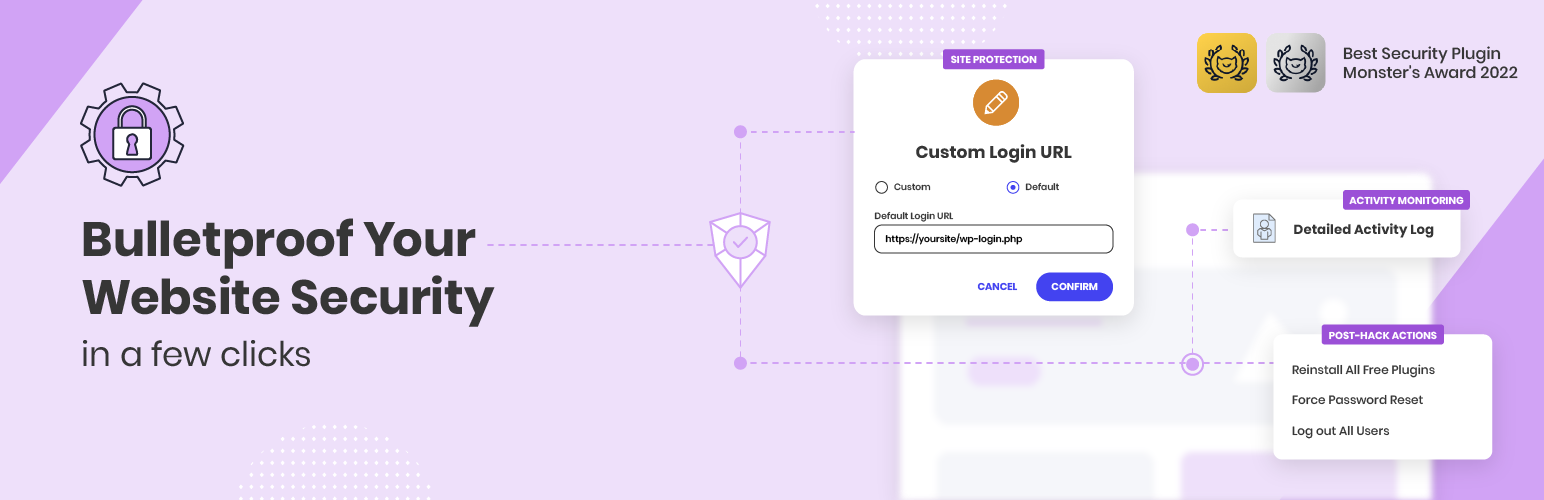 Bulletproof Your
Website Security
in a few clicks
SITE PROTECTION
Custom Login URL
Custom
Default
Default Login URL
https://yoursite/wp-login.php
CANCEL
CONFIRM
Best Security Plugin
Monster's Award 2022
ACTIVITY MONITORING
Detailed Activity Log
POST-HACK ACTIONS
Reinstall All Free Plugins
Force Password Reset
Log out All Users